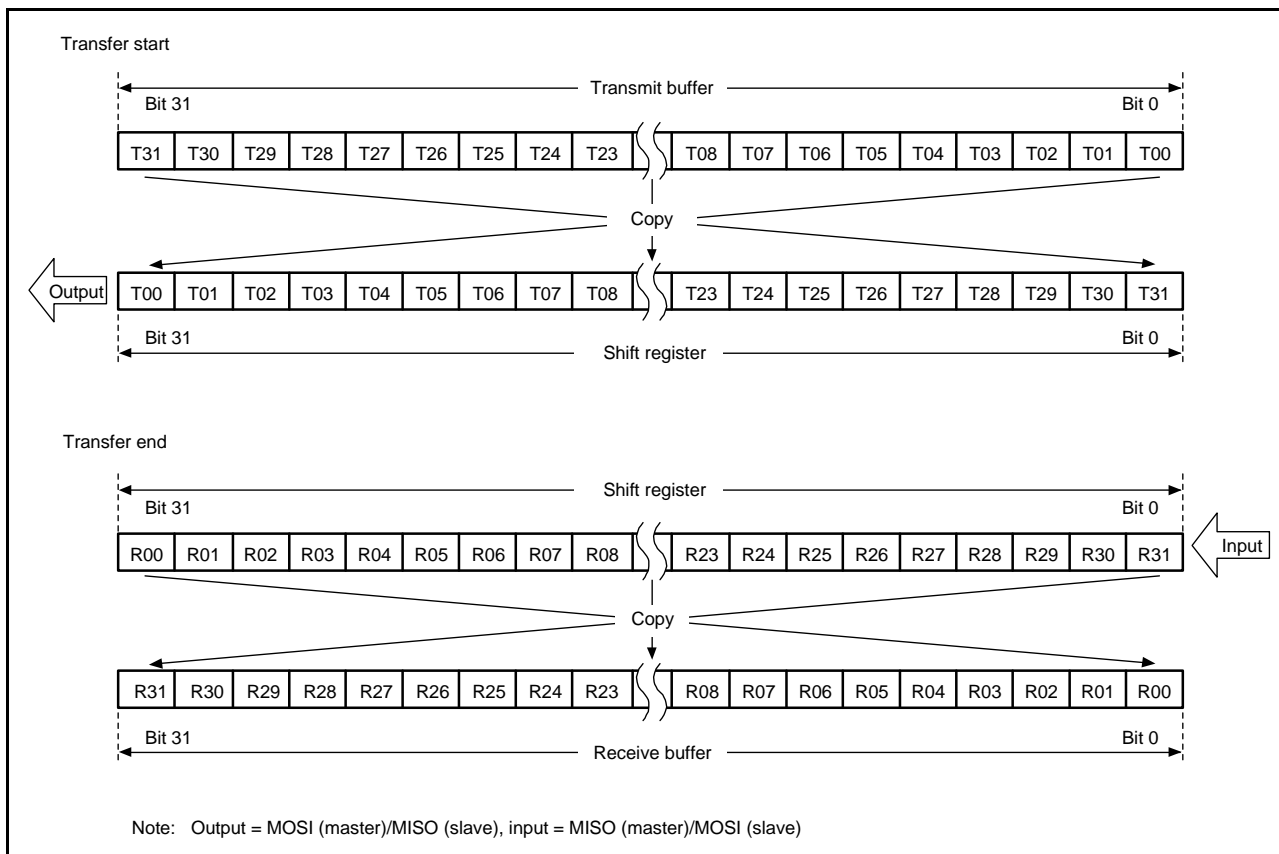 Transfer start
Transmit buffer
Bit 31 Bit 0
T31 T30 T29 T28 T27 T26 T25 T24 T23 T08 T07 T06 T05 T04 T03 T02 T01 T00
Copy
Output T00 T01 T02 T03 T04 T05 T06 T07 T08 T23 T24 T25 T26 T27 T28 T29 T30 T31
Bit 31 Bit 0
Shift register
Transfer end
Shift register
Bit 31 Bit 0
R00 R01 R02 R03 R04 R05 R06 R07 R08 R23 R24 R25 R26 R27 R28 R29 R30 R31 Input
Copy
R31 R30 R29 R28 R27 R26 R25 R24 R23 R08 R07 R06 R05 R04 R03 R02 R01 R00
Bit 31 Bit 0
Receive buffer
Note: Output = MOSI (master)/MISO (slave), input = MISO (master)/MOSI (slave)